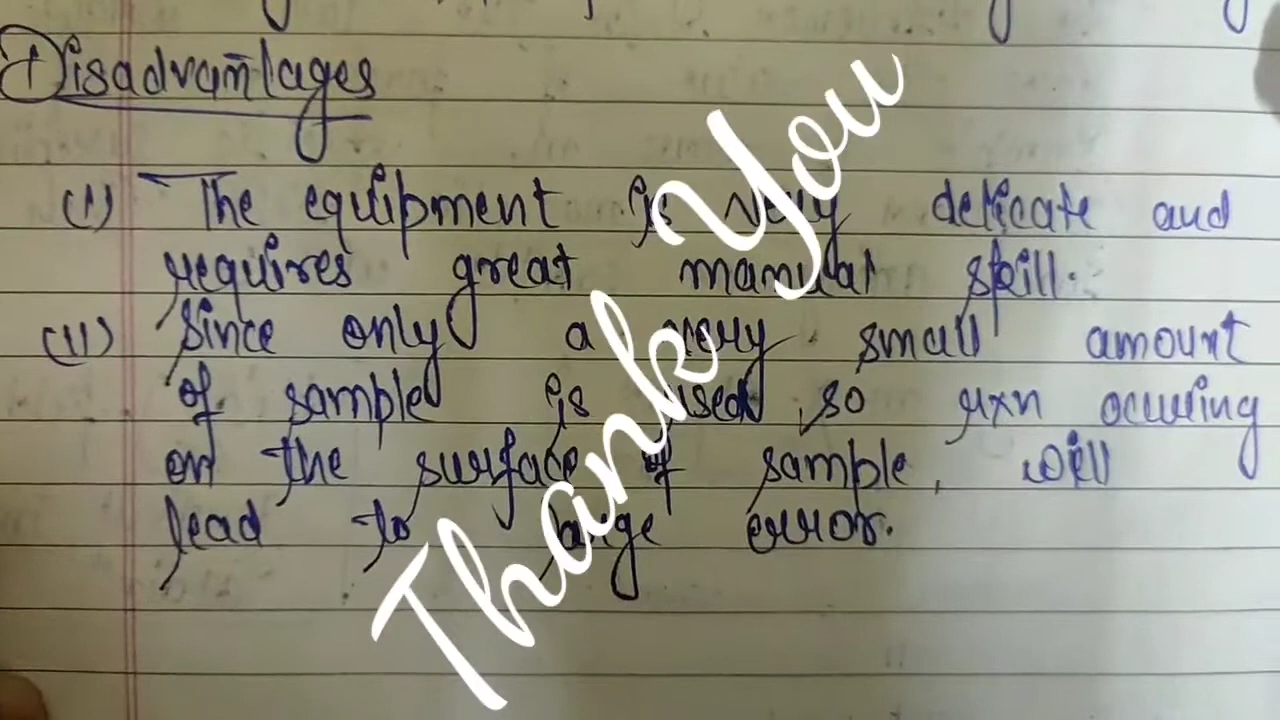 Disadvantages
(I) The equipment is very delicate and
requires great manual skill.
(II) Since only a very small amount
of sample is used, so rxn occuring
on the surface of sample, will
lead to large error.
Thank You